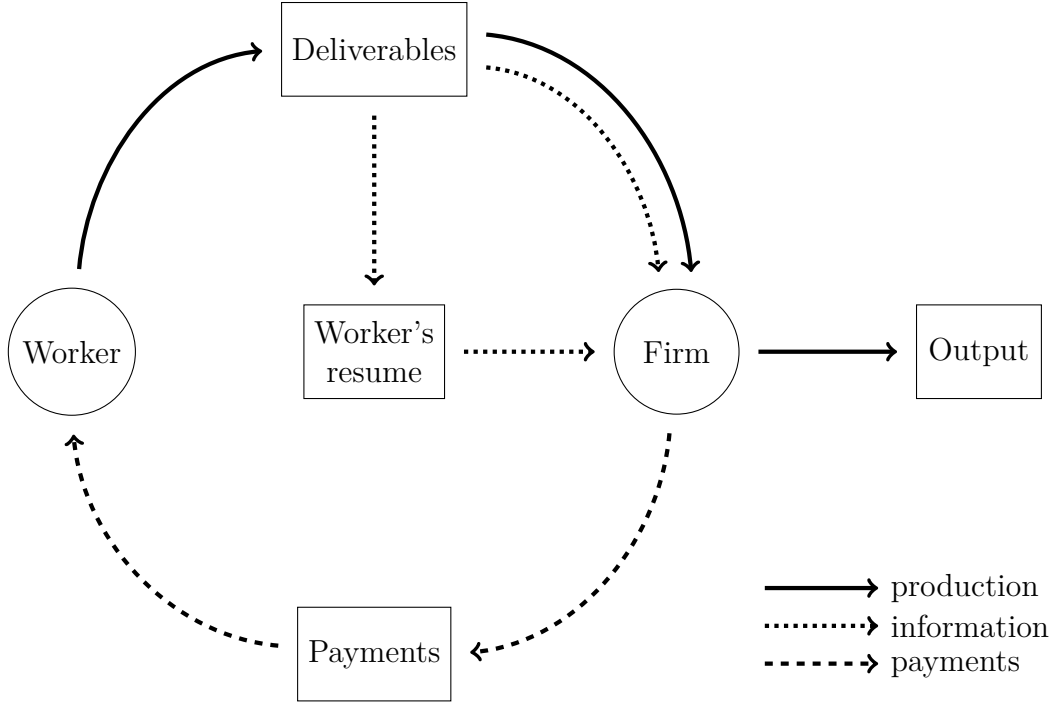 Deliverables
Worker
Worker's
resume
Firm
Output
Payments
production
information
payments